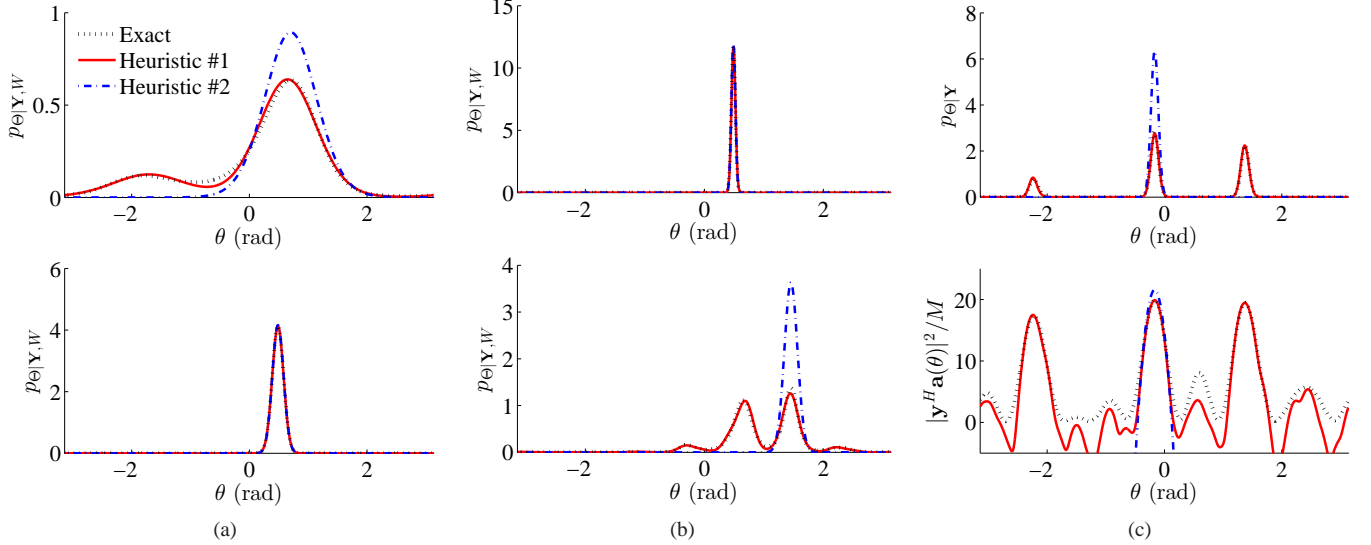 1
0.5
0
−2
0
2
p_{Θ|Y,W}
θ (rad)
Exact
Heuristic #1
Heuristic #2
6
4
2
0
−2
0
2
p_{Θ|Y,W}
θ (rad)
(a)
15
10
5
0
−2
0
2
p_{Θ|Y,W}
θ (rad)
4
3
2
1
0
−2
0
2
p_{Θ|Y,W}
θ (rad)
(b)
8
6
4
2
0
−2
0
2
p_{Θ|Y}
θ (rad)
20
10
0
−2
0
2
|y^H a(θ)|²/M
θ (rad)
(c)